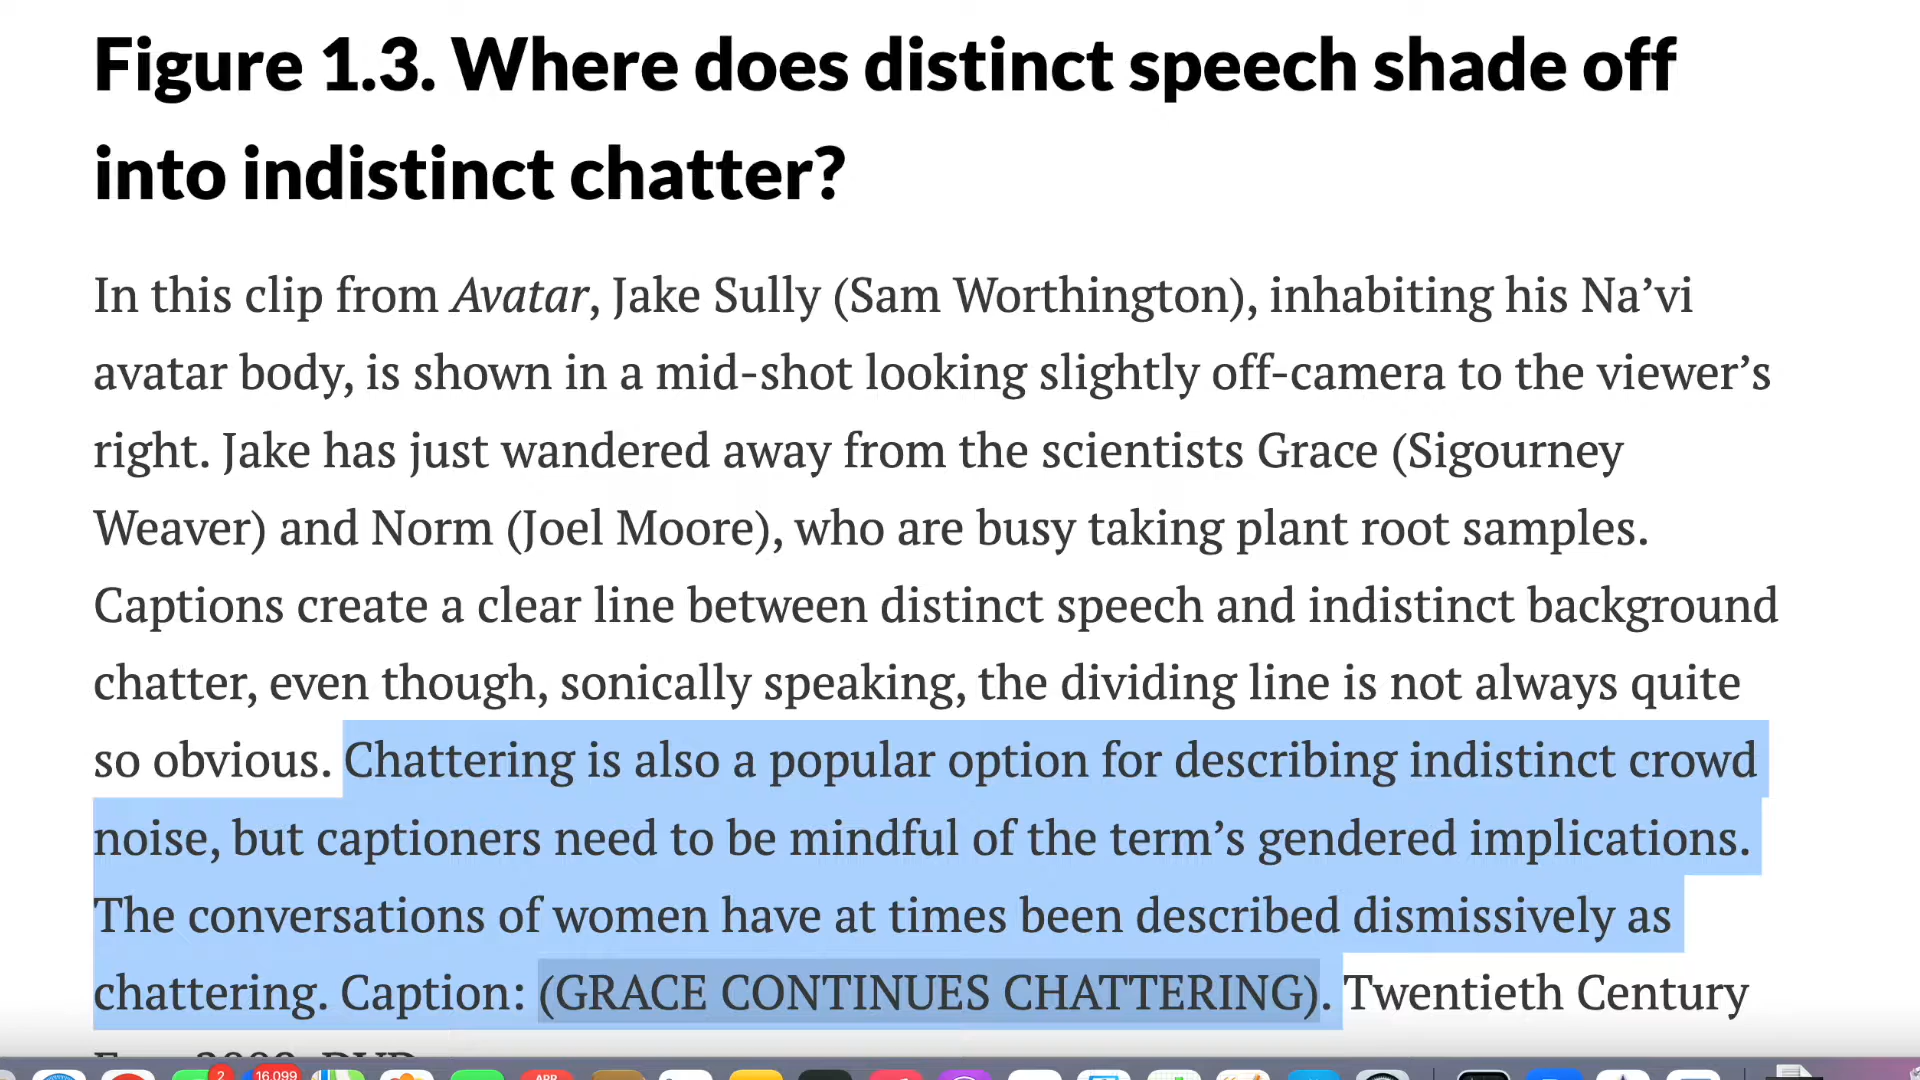 Figure 1.3. Where does distinct speech shade off
into indistinct chatter?
In this clip from Avatar, Jake Sully (Sam Worthington), inhabiting his Na’vi
avatar body, is shown in a mid-shot looking slightly off-camera to the viewer’s
right. Jake has just wandered away from the scientists Grace (Sigourney
Weaver) and Norm (Joel Moore), who are busy taking plant root samples.
Captions create a clear line between distinct speech and indistinct background
chatter, even though, sonically speaking, the dividing line is not always quite
so obvious. Chattering is also a popular option for describing indistinct crowd
noise, but captioners need to be mindful of the term’s gendered implications.
The conversations of women have at times been described dismissively as
chattering. Caption: (GRACE CONTINUES CHATTERING). Twentieth Century
2 16,099 APR